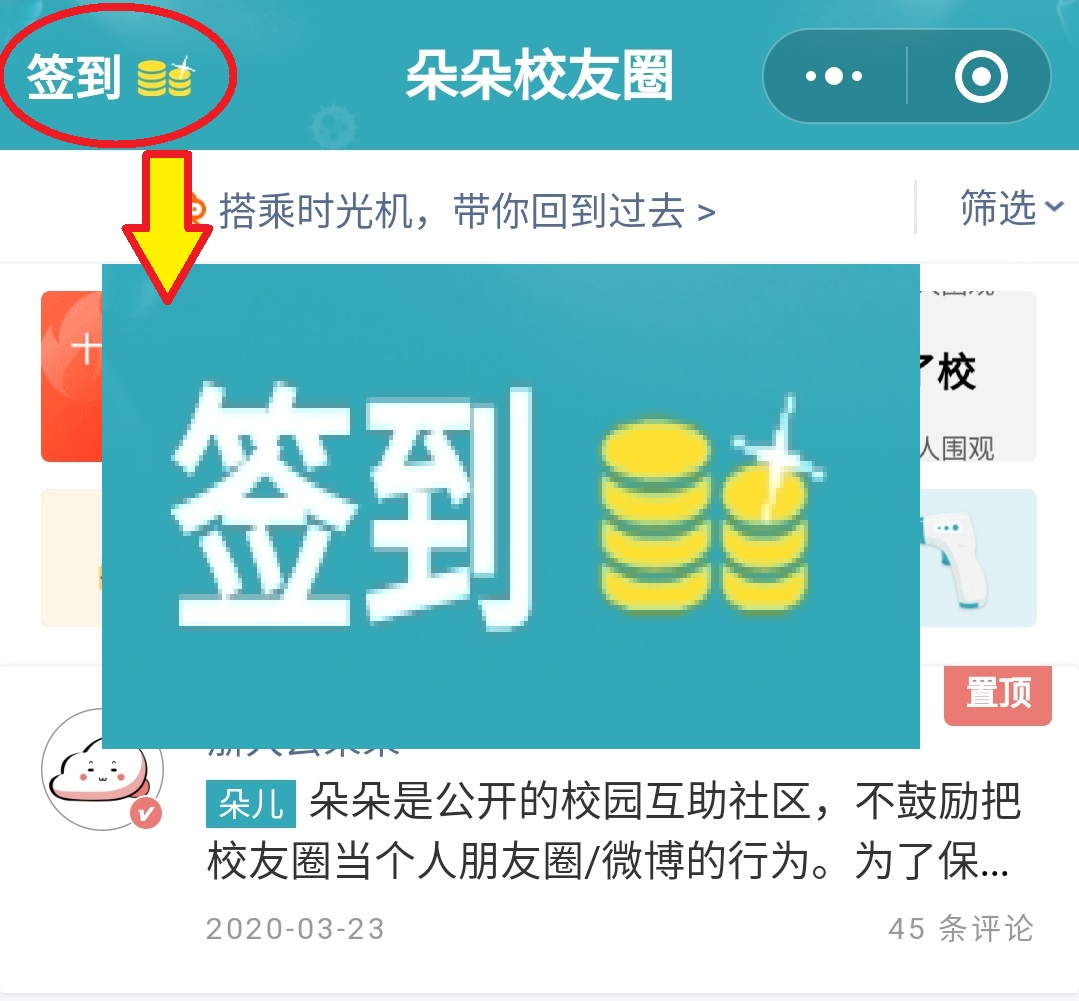 签到
朵朵校友圈
搭乘时光机，带你回到过去 >
筛选
十
校
人围观
签到
置顶
朵儿 朵朵是公开的校园互助社区，不鼓励把
校友圈当个人朋友圈/微博的行为。为了保...
2020-03-23
45 条评论